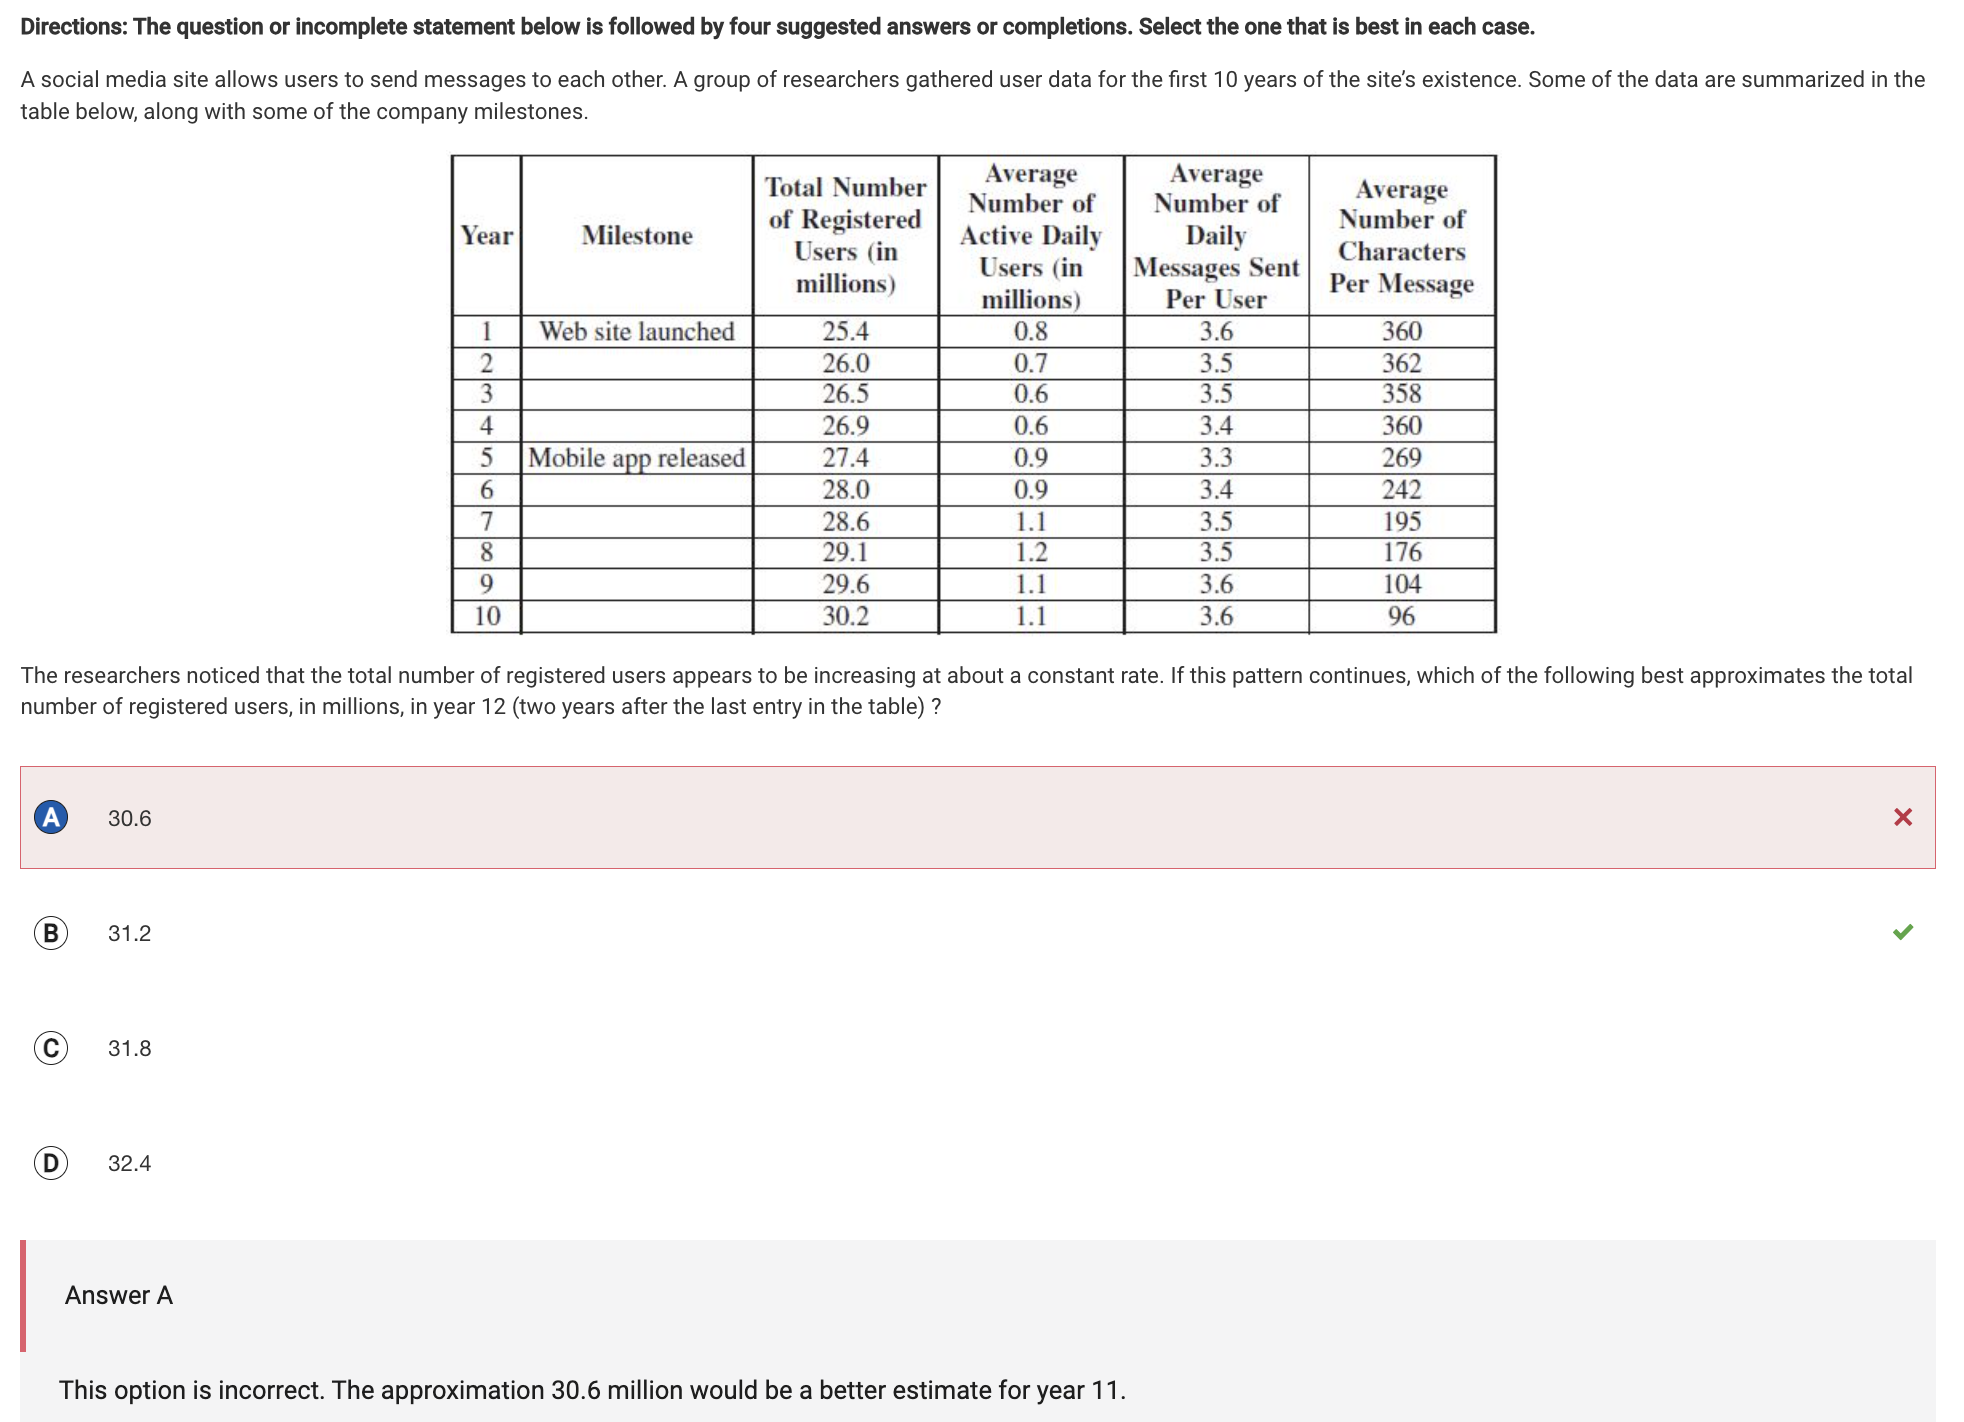 Directions: The question or incomplete statement below is followed by four suggested answers or completions. Select the one that is best in each case.
A social media site allows users to send messages to each other. A group of researchers gathered user data for the first 10 years of the site’s existence. Some of the data are summarized in the
table below, along with some of the company milestones.
Year Milestone Total Number of Registered Users (in millions) Average Number of Active Daily Users (in millions) Average Number of Daily Messages Sent Per User Average Number of Characters Per Message
1 Web site launched 25.4 0.8 3.6 360
2 26.0 0.7 3.5 362
3 26.5 0.6 3.5 358
4 26.9 0.6 3.4 360
5 Mobile app released 27.4 0.9 3.3 269
6 28.0 0.9 3.4 242
7 28.6 1.1 3.5 195
8 29.1 1.2 3.5 176
9 29.6 1.1 3.6 104
10 30.2 1.1 3.6 96
The researchers noticed that the total number of registered users appears to be increasing at about a constant rate. If this pattern continues, which of the following best approximates the total
number of registered users, in millions, in year 12 (two years after the last entry in the table) ?
A 30.6
B 31.2
C 31.8
D 32.4
Answer A
This option is incorrect. The approximation 30.6 million would be a better estimate for year 11.